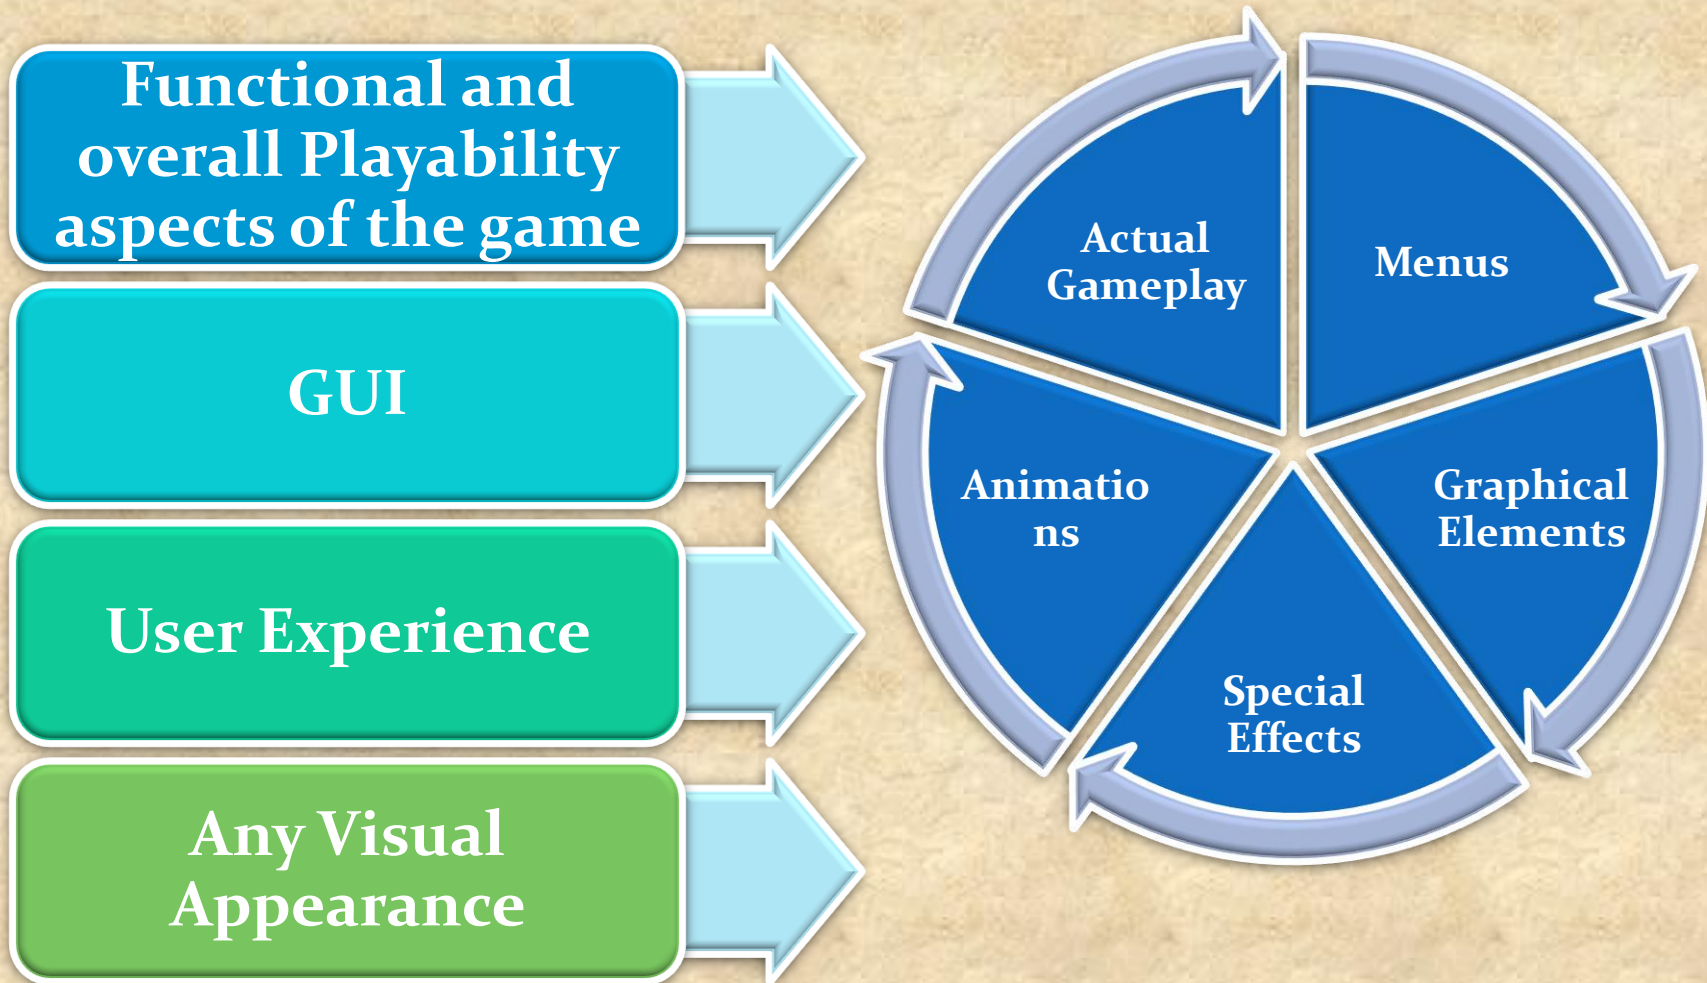 Functional and
overall Playability
aspects of the game
GUI
User Experience
Any Visual
Appearance
Actual
Gameplay
Menus
Animatio
ns
Graphical
Elements
Special
Effects